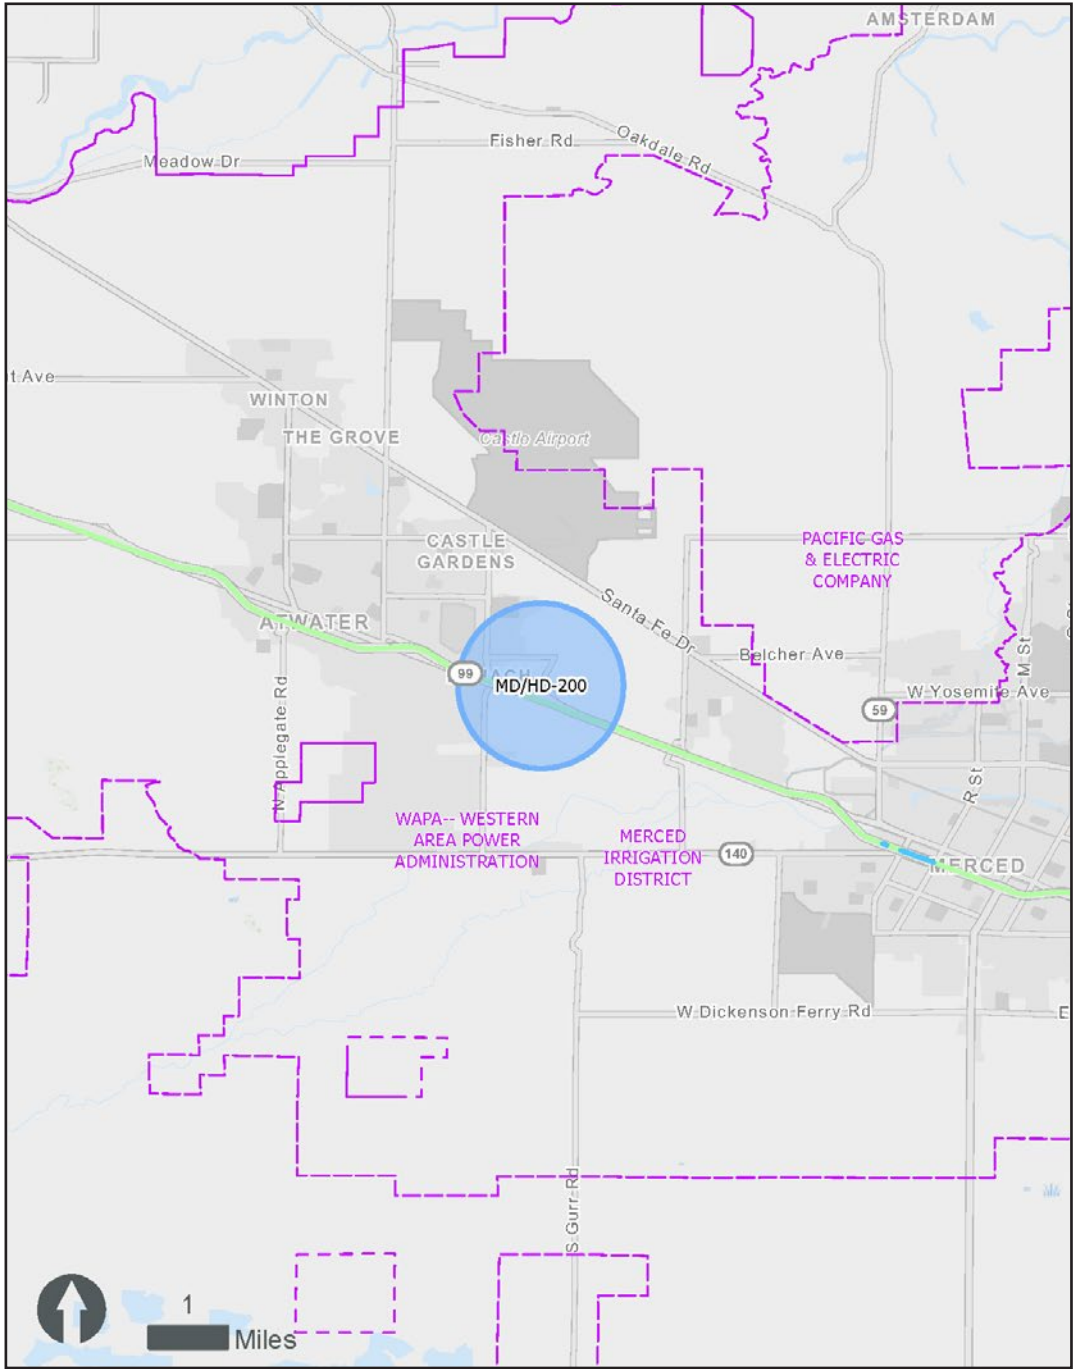 AMSTERDAM
Fisher Rd
Oakdale Rd
Meadow Dr
t Ave
WINTON
THE GROVE
Castle Airport
CASTLE
GARDENS
PACIFIC GAS
& ELECTRIC
COMPANY
ATWATER
Santa Fe Dr
Belcher Ave
M St
99
MD/HD-200
W Yosemite Ave
59
N Applegate Rd
R St
WAPA-- WESTERN
AREA POWER
ADMINISTRATION
MERCED
IRRIGATION
DISTRICT
140
MERCED
W Dickenson Ferry Rd
E
S Gurr Rd
1
Miles